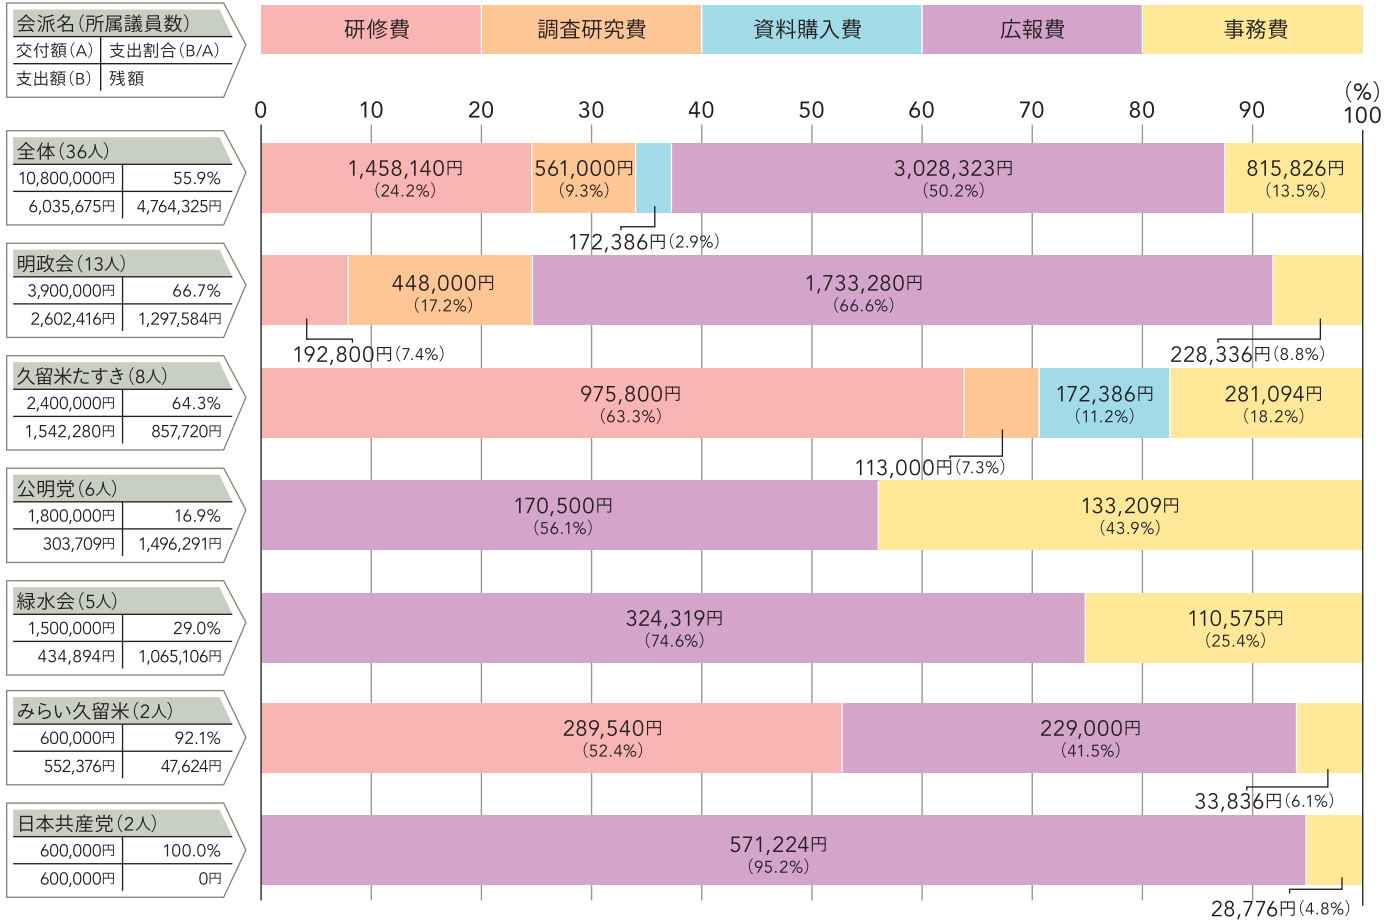 会派名（所属議員数）
交付額（A） 支出割合（B/A）
支出額（B） 残額
研修費 調査研究費 資料購入費 広報費 事務費
（%）
0 10 20 30 40 50 60 70 80 90 100
全体（36人）
10,800,000円 55.9%
6,035,675円 4,764,325円
1,458,140円 561,000円 3,028,323円 815,826円
（24.2%） （9.3%） （50.2%） （13.5%）
172,386円（2.9%）
明政会（13人）
3,900,000円 66.7%
2,602,416円 1,297,584円
448,000円 1,733,280円
（17.2%） （66.6%）
192,800円（7.4%） 228,336円（8.8%）
久留米たすき（8人）
2,400,000円 64.3%
1,542,280円 857,720円
975,800円 172,386円 281,094円
（63.3%） （11.2%） （18.2%）
113,000円（7.3%）
公明党（6人）
1,800,000円 16.9%
303,709円 1,496,291円
170,500円 133,209円
（56.1%） （43.9%）
緑水会（5人）
1,500,000円 29.0%
434,894円 1,065,106円
324,319円 110,575円
（74.6%） （25.4%）
みらい久留米（2人）
600,000円 92.1%
552,376円 47,624円
289,540円 229,000円
（52.4%） （41.5%）
33,836円（6.1%）
日本共産党（2人）
600,000円 100.0%
600,000円 0円
571,224円
（95.2%）
28,776円（4.8%）